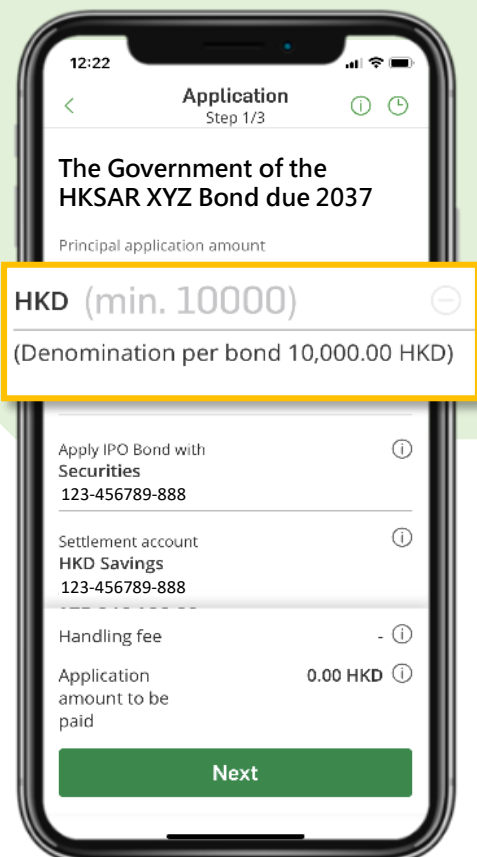 12:22
Application
Step 1/3
The Government of the
HKSAR XYZ Bond due 2037
Principal application amount
HKD (min. 10000)
(Denomination per bond 10,000.00 HKD)
Apply IPO Bond with
Securities
123-456789-888
Settlement account
HKD Savings
123-456789-888
Handling fee -
Application 0.00 HKD
amount to be
paid
Next